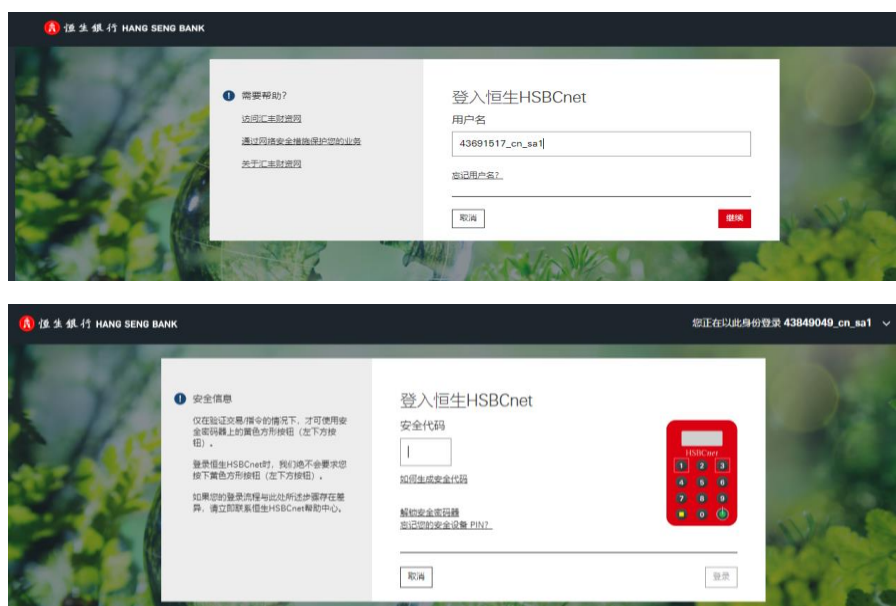 恒生銀行 HANG SENG BANK
需要帮助?
访问汇丰财资网
通过网络安全措施保护您的业务
关于汇丰财资网
登入恒生HSBCnet
用户名
43691517_cn_sa1
忘记用户名?
取消
继续
恒生銀行 HANG SENG BANK
您正在以此身份登录 43849049_cn_sa1
安全信息
仅在验证交易/指令的情况下，才可使用安
全密码器上的黄色方形按钮（左下方按
钮）。
登录恒生HSBCnet时，我们绝不会要求您
按下黄色方形按钮（左下方按钮）。
如果您的登录流程与此处所述步骤存在差
异，请立即联系恒生HSBCnet帮助中心。
登入恒生HSBCnet
安全代码
如何生成安全代码
解锁安全密码器
忘记您的安全设备 PIN?
HSBCnet
1 2 3
4 5 6
7 8 9
0
取消
登录